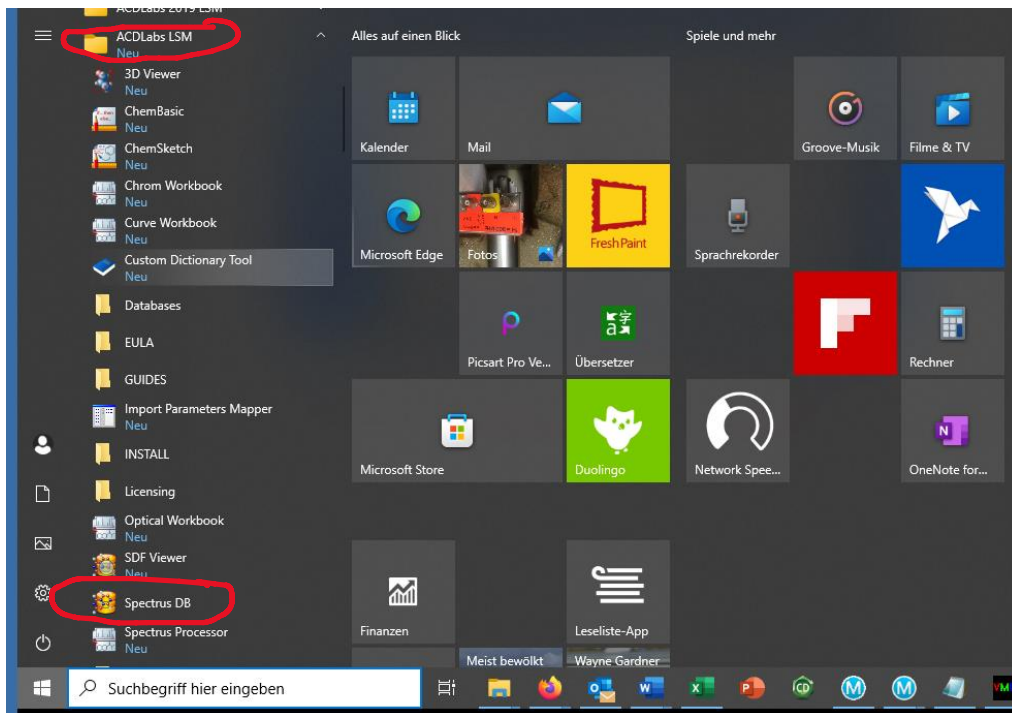 ACDLabs 2019 LSM
ACDLabs LSM
Neu
3D Viewer
Neu
ChemBasic
Neu
ChemSketch
Neu
Chrom Workbook
Neu
Curve Workbook
Neu
Custom Dictionary Tool
Neu
Databases
EULA
GUIDES
Import Parameters Mapper
Neu
INSTALL
Licensing
Optical Workbook
Neu
SDF Viewer
Neu
Spectrus DB
Spectrus Processor
Neu
Alles auf einen Blick
Kalender
Mail
Microsoft Edge
Fotos
Fresh Paint
Picsart Pro Ve...
Übersetzer
Microsoft Store
Duolingo
Finanzen
Leseliste-App
Meist bewölkt
Wayne Gardner
Spiele und mehr
Groove-Musik
Filme & TV
Sprachrekorder
Rechner
Network Spee...
OneNote for...
Suchbegriff hier eingeben